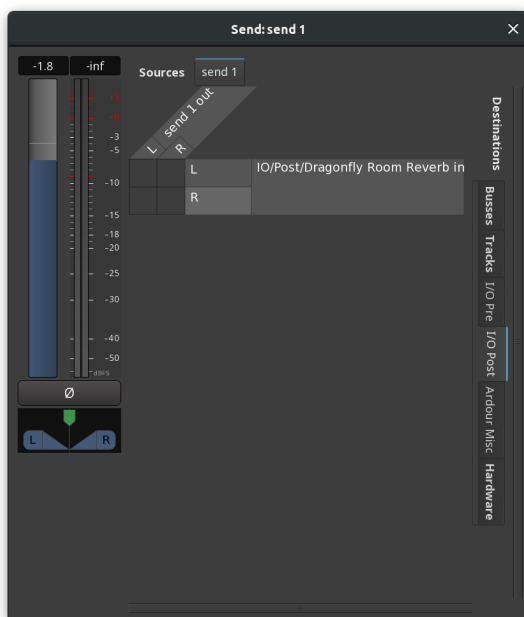 Send: send 1
-1.8
-inf
Sources
send 1
send 1 out
L
R
L
IO/Post/Dragonfly Room Reverb in
R
-3
-5
-10
-15
-18
-20
-25
-30
-40
-50
dBFS
Ø
L
R
Destinations
Busses
Tracks
I/O Pre
I/O Post
Ardour Misc
Hardware